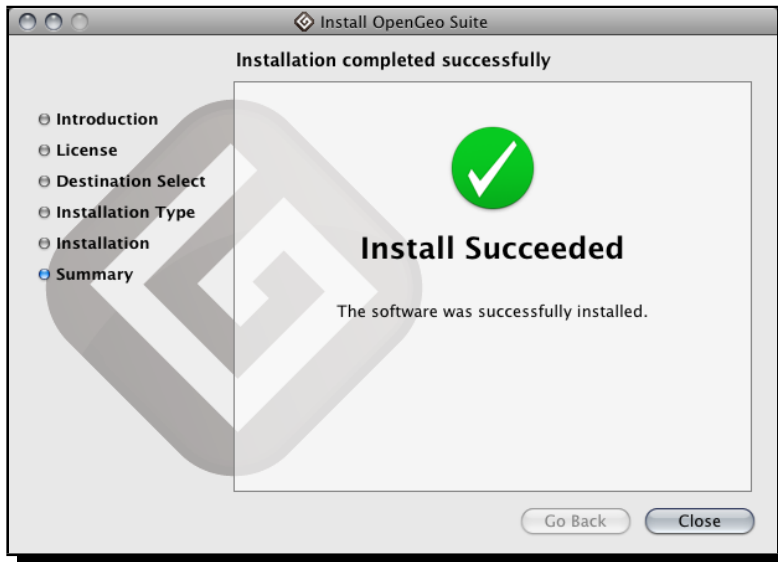 Install OpenGeo Suite
Installation completed successfully
Introduction
License
Destination Select
Installation Type
Installation
Summary
Install Succeeded
The software was successfully installed.
Go Back
Close